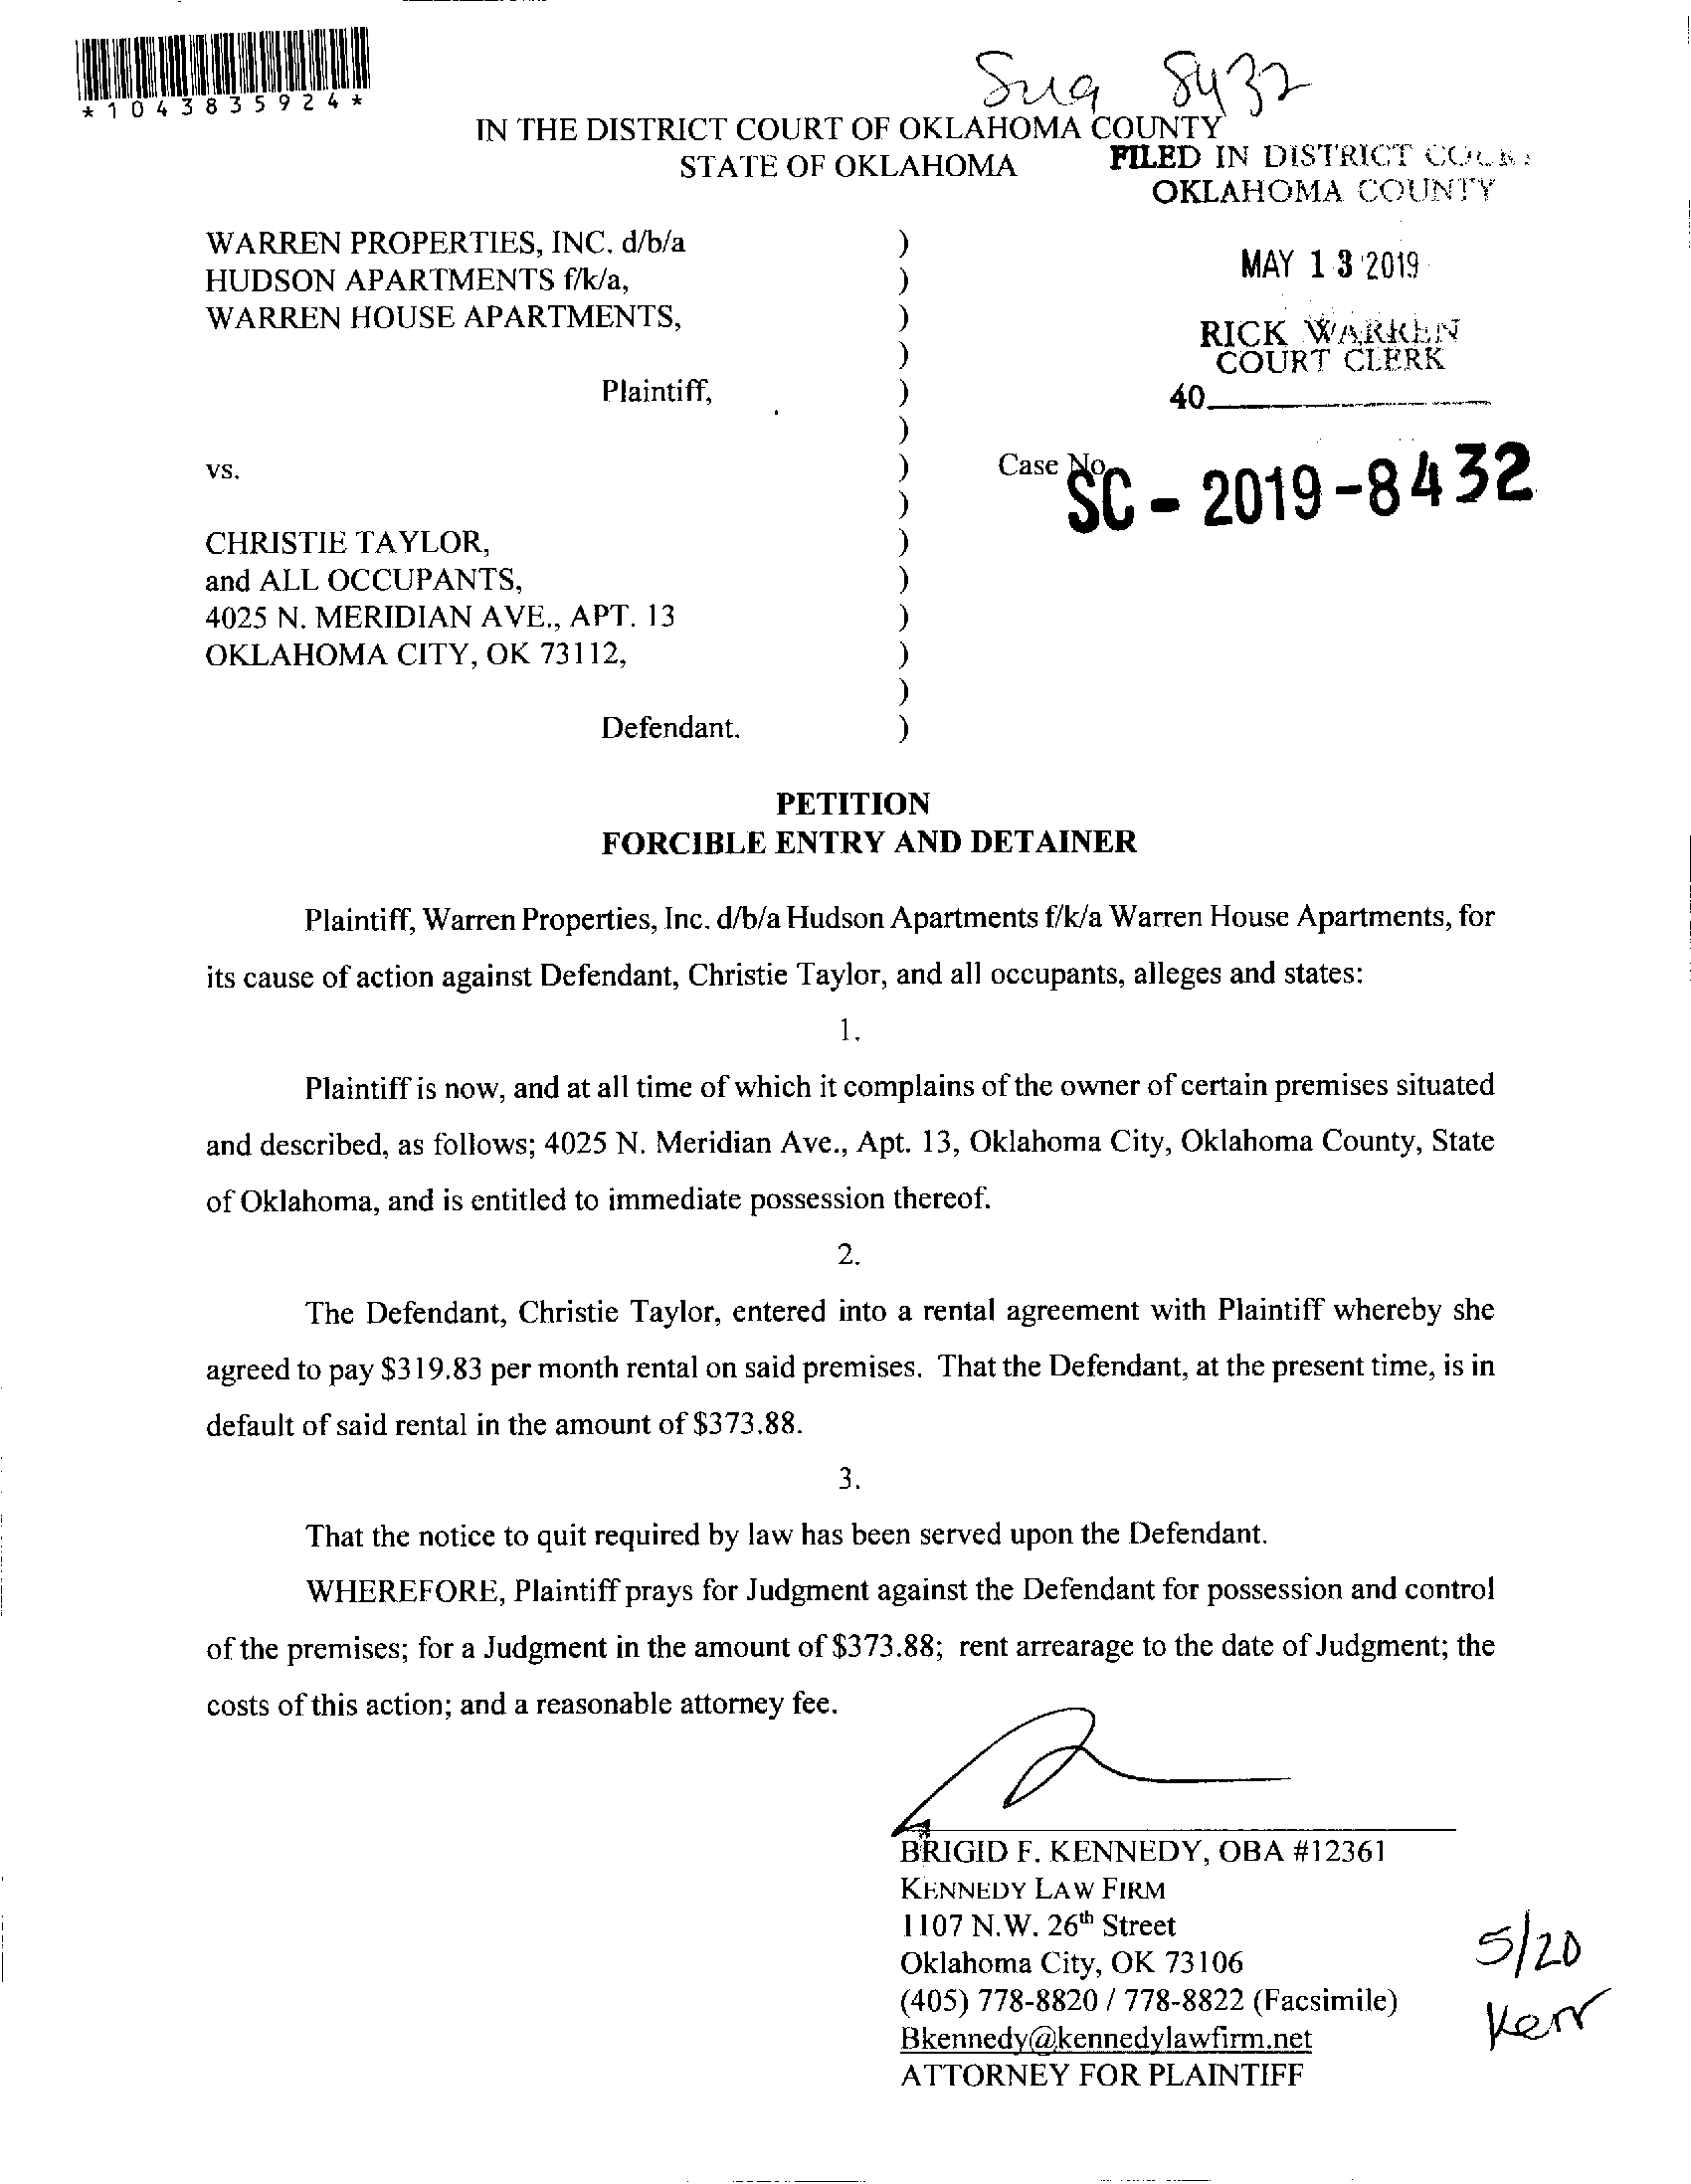 *1043835924*
8432
IN THE DISTRICT COURT OF OKLAHOMA COUNTY
STATE OF OKLAHOMA
FILED IN DISTRICT COURT
OKLAHOMA COUNTY
WARREN PROPERTIES, INC. d/b/a )
HUDSON APARTMENTS f/k/a, )
WARREN HOUSE APARTMENTS, )
)
MAY 13 2019
RICK WARREN
COURT CLERK
40
Plaintiff, )
)
vs. )
Case No.
SC - 2019-8432
)
CHRISTIE TAYLOR, )
and ALL OCCUPANTS, )
4025 N. MERIDIAN AVE., APT. 13 )
OKLAHOMA CITY, OK 73112, )
)
Defendant. )
PETITION
FORCIBLE ENTRY AND DETAINER
Plaintiff, Warren Properties, Inc. d/b/a Hudson Apartments f/k/a Warren House Apartments, for
its cause of action against Defendant, Christie Taylor, and all occupants, alleges and states:
1.
Plaintiff is now, and at all time of which it complains of the owner of certain premises situated
and described, as follows; 4025 N. Meridian Ave., Apt. 13, Oklahoma City, Oklahoma County, State
of Oklahoma, and is entitled to immediate possession thereof.
2.
The Defendant, Christie Taylor, entered into a rental agreement with Plaintiff whereby she
agreed to pay $319.83 per month rental on said premises. That the Defendant, at the present time, is in
default of said rental in the amount of $373.88.
3.
That the notice to quit required by law has been served upon the Defendant.
WHEREFORE, Plaintiff prays for Judgment against the Defendant for possession and control
of the premises; for a Judgment in the amount of $373.88; rent arrearage to the date of Judgment; the
costs of this action; and a reasonable attorney fee.
BRIGID F. KENNEDY, OBA #12361
KENNEDY LAW FIRM
1107 N.W. 26th Street
Oklahoma City, OK 73106
(405) 778-8820 / 778-8822 (Facsimile)
Bkennedy@kennedylawfirm.net
ATTORNEY FOR PLAINTIFF
5/20
Kerr